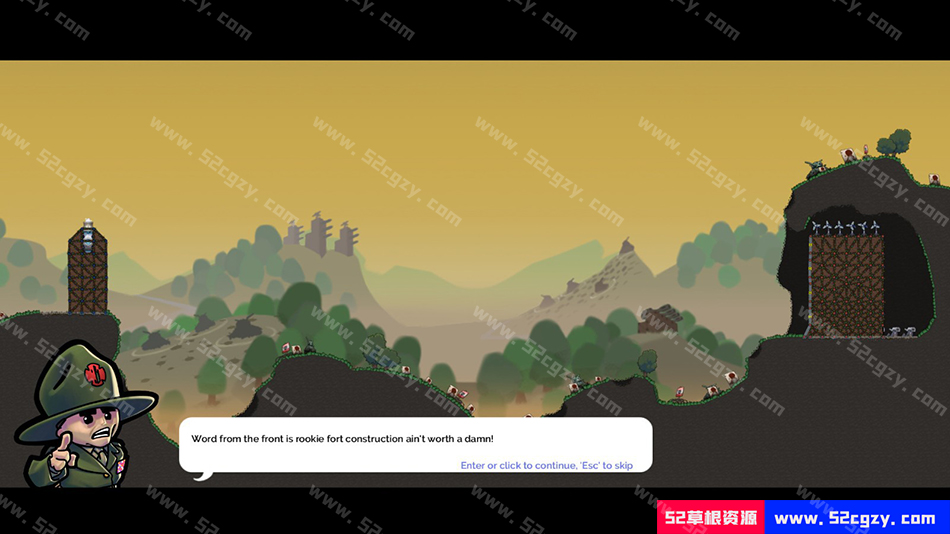 Word from the front is rookie fort construction ain't worth a damn!
Enter or click to continue, 'Esc' to skip
52草根资源 www.52cgzy.com
www.52cgzy.com